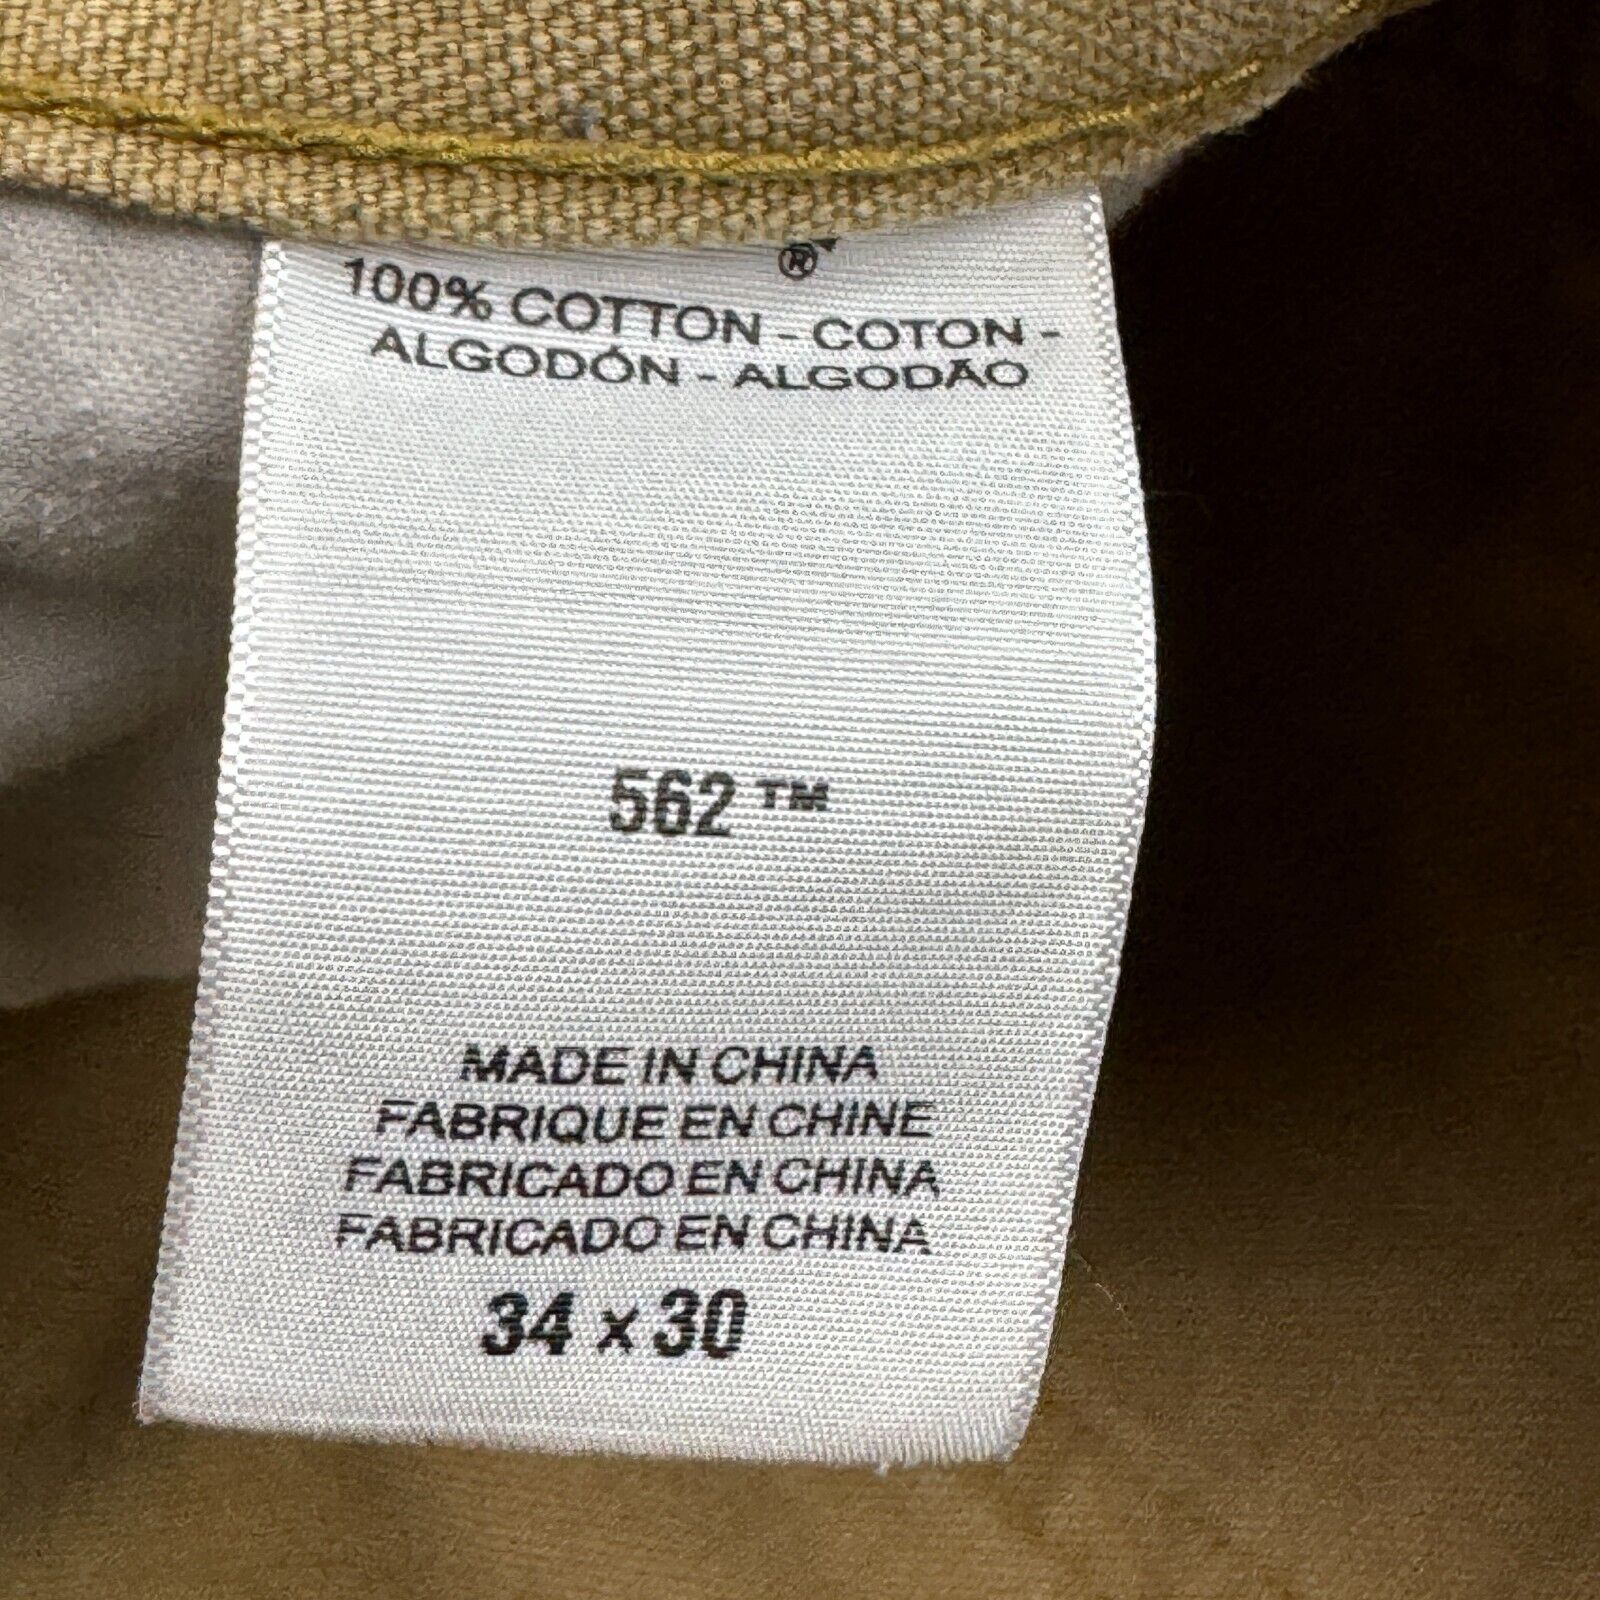 ®
100% COTTON - COTON -
ALGODÓN - ALGODÃO
562™
MADE IN CHINA
FABRIQUE EN CHINE
FABRICADO EN CHINA
FABRICADO EN CHINA
34 x 30